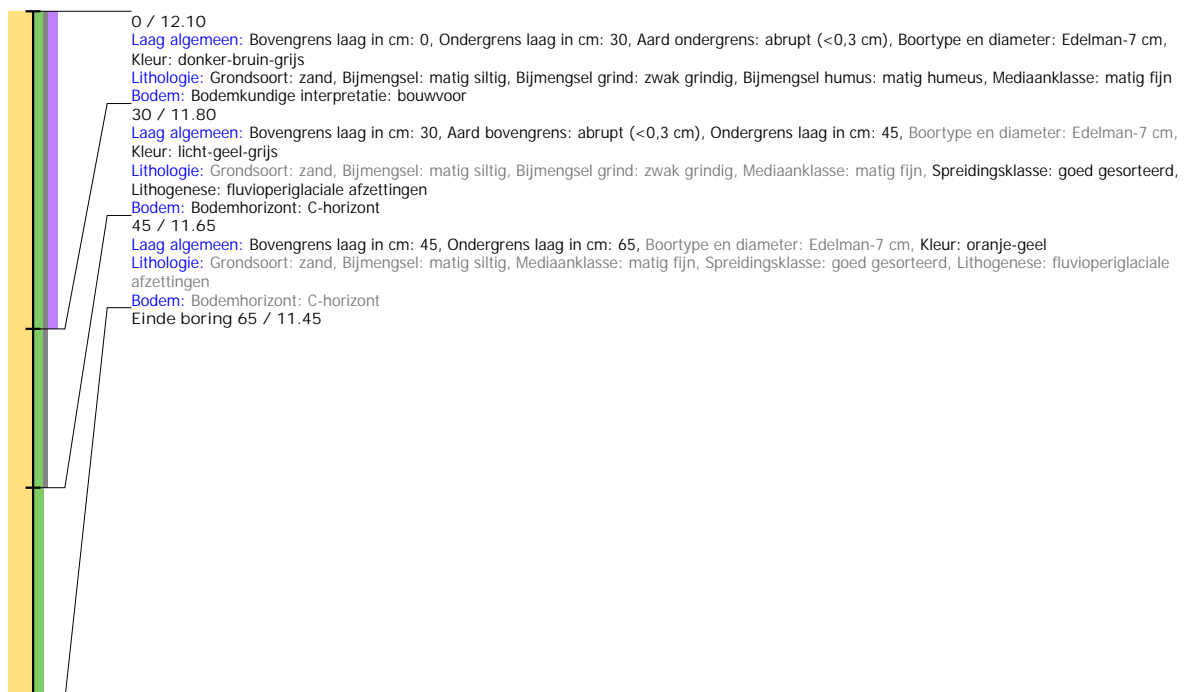 0 / 12.10
Laag algemeen: Bovengrens laag in cm: 0, Ondergrens laag in cm: 30, Aard ondergrens: abrupt (<0,3 cm), Boortype en diameter: Edelman-7 cm,
Kleur: donker-bruin-grijs
Lithologie: Grondsoort: zand, Bijmengsel: matig siltig, Bijmengsel grind: zwak grindig, Bijmengsel humus: matig humeus, Mediaanklasse: matig fijn
Bodem: Bodemkundige interpretatie: bouwvoor
30 / 11.80
Laag algemeen: Bovengrens laag in cm: 30, Aard bovengrens: abrupt (<0,3 cm), Ondergrens laag in cm: 45, Boortype en diameter: Edelman-7 cm,
Kleur: licht-geel-grijs
Lithologie: Grondsoort: zand, Bijmengsel: matig siltig, Bijmengsel grind: zwak grindig, Mediaanklasse: matig fijn, Spreidingsklasse: goed gesorteerd,
Lithogenese: fluvioperiglaciale afzettingen
Bodem: Bodemhorizont: C-horizont
45 / 11.65
Laag algemeen: Bovengrens laag in cm: 45, Ondergrens laag in cm: 65, Boortype en diameter: Edelman-7 cm, Kleur: oranje-geel
Lithologie: Grondsoort: zand, Bijmengsel: matig siltig, Mediaanklasse: matig fijn, Spreidingsklasse: goed gesorteerd, Lithogenese: fluvioperiglaciale
afzettingen
Bodem: Bodemhorizont: C-horizont
Einde boring 65 / 11.45